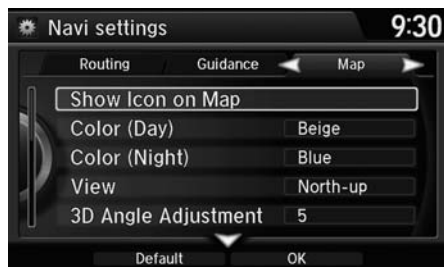 Navi settings 9:30
Routing Guidance Map
Show Icon on Map
Color (Day) Beige
Color (Night) Blue
View North-up
3D Angle Adjustment 5
Default OK